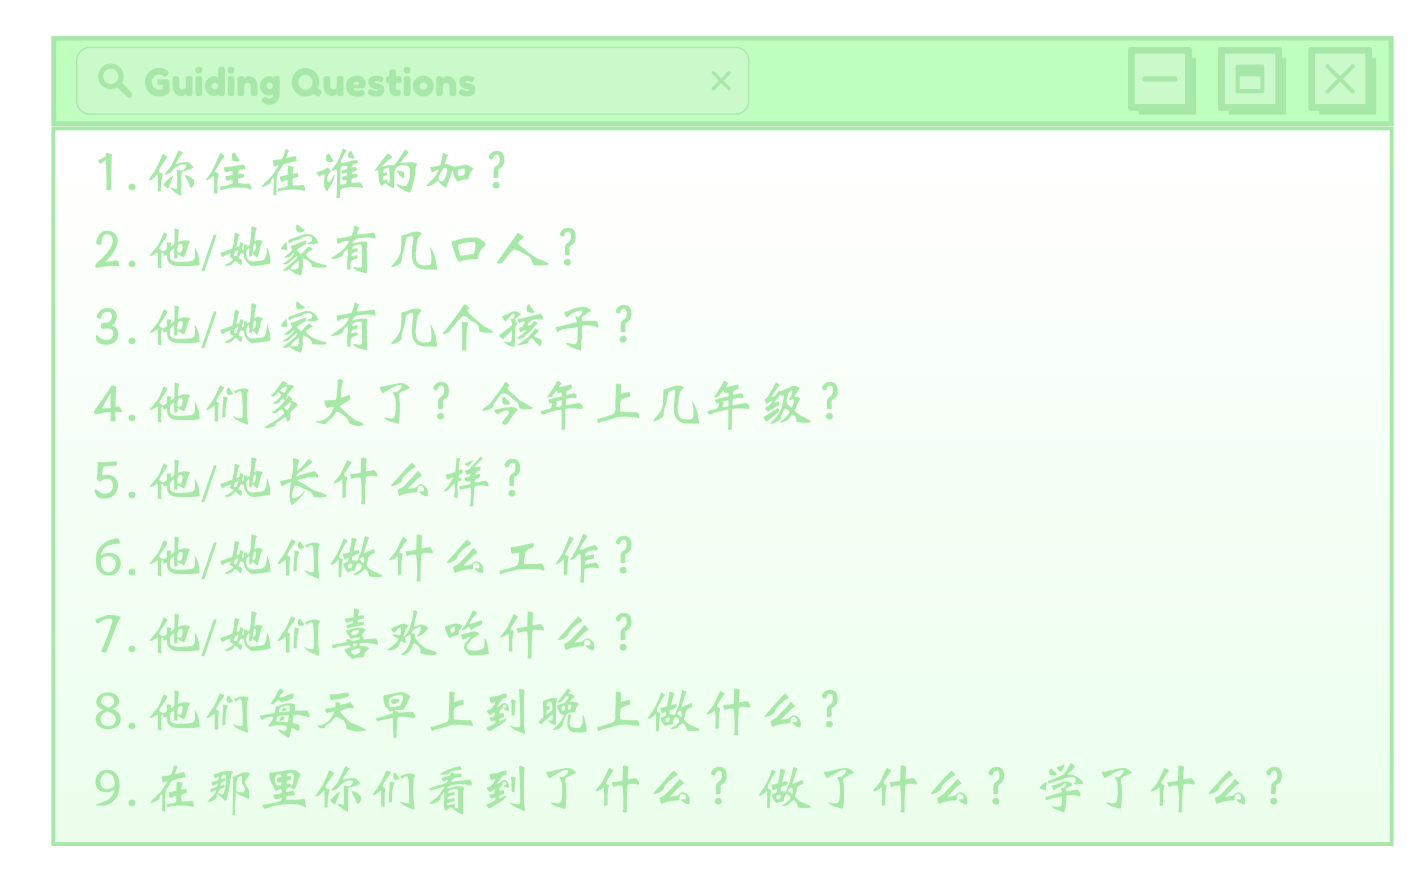 Guiding Questions
1. 你住在谁的加？
2. 他/她家有几口人？
3. 他/她家有几个孩子？
4. 他们多大了？今年上几年级？
5. 他/她长什么样？
6. 他/她们做什么工作？
7. 他/她们喜欢吃什么？
8. 他们每天早上到晚上做什么？
9. 在那里你们看到了什么？做了什么？学了什么？